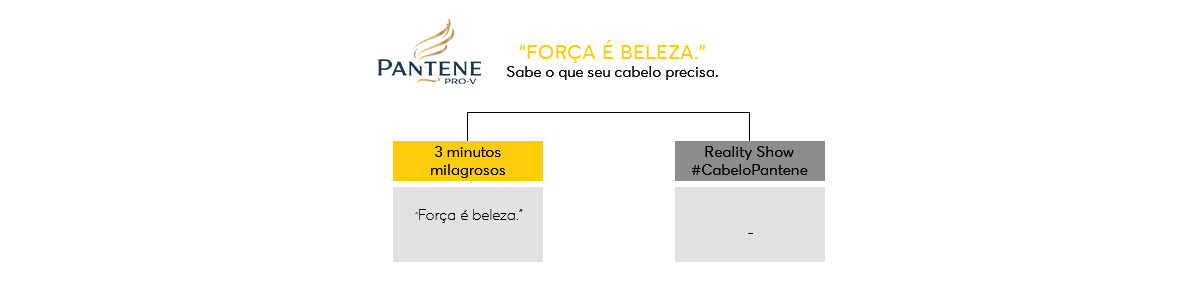 PANTENE
PRO-V
“FORÇA É BELEZA.”
Sabe o que seu cabelo precisa.
3 minutos
milagrosos
Reality Show
#CabeloPantene
“Força é beleza.”
-